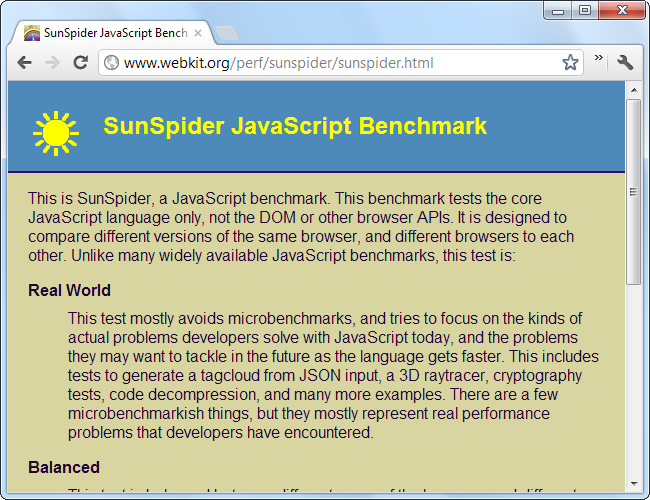 SunSpider JavaScript Bench
www.webkit.org/perf/sunspider/sunspider.html
SunSpider JavaScript Benchmark
This is SunSpider, a JavaScript benchmark. This benchmark tests the core
JavaScript language only, not the DOM or other browser APIs. It is designed to
compare different versions of the same browser, and different browsers to each
other. Unlike many widely available JavaScript benchmarks, this test is:
Real World
This test mostly avoids microbenchmarks, and tries to focus on the kinds of
actual problems developers solve with JavaScript today, and the problems
they may want to tackle in the future as the language gets faster. This includes
tests to generate a tagcloud from JSON input, a 3D raytracer, cryptography
tests, code decompression, and many more examples. There are a few
microbenchmarkish things, but they mostly represent real performance
problems that developers have encountered.
Balanced